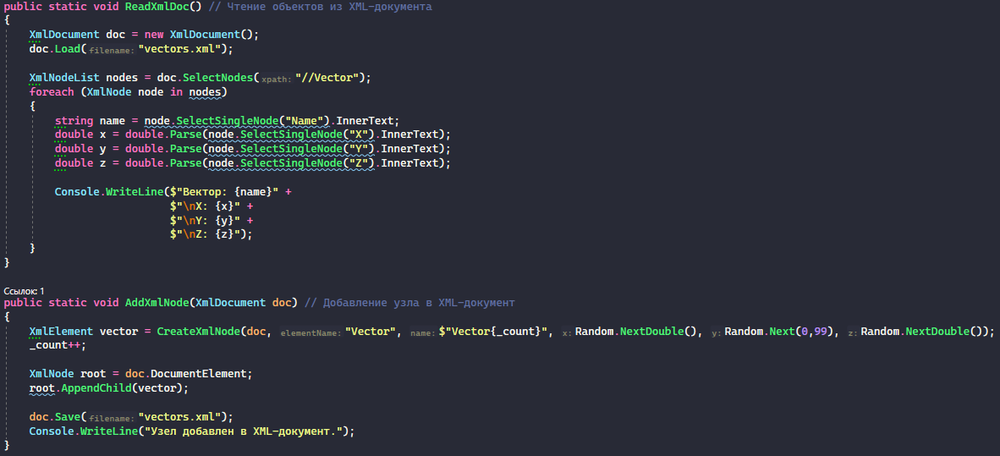 public static void ReadXmlDoc() // Чтение объектов из XML-документа
{
    XmlDocument doc = new XmlDocument();
    doc.Load(filename: "vectors.xml");

    XmlNodeList nodes = doc.SelectNodes(xpath: "//Vector");
    foreach (XmlNode node in nodes)
    {
        string name = node.SelectSingleNode("Name").InnerText;
        double x = double.Parse(node.SelectSingleNode("X").InnerText);
        double y = double.Parse(node.SelectSingleNode("Y").InnerText);
        double z = double.Parse(node.SelectSingleNode("Z").InnerText);

        Console.WriteLine($"Вектор: {name}" +
                          $"\nX: {x}" +
                          $"\nY: {y}" +
                          $"\nZ: {z}");
    }
}

Ссылок: 1
public static void AddXmlNode(XmlDocument doc) // Добавление узла в XML-документ
{
    XmlElement vector = CreateXmlNode(doc, elementName: "Vector", name: $"Vector{_count}", x: Random.NextDouble(), y: Random.Next(0,99), z: Random.NextDouble());
    _count++;

    XmlNode root = doc.DocumentElement;
    root.AppendChild(vector);

    doc.Save(filename: "vectors.xml");
    Console.WriteLine("Узел добавлен в XML-документ.");
}